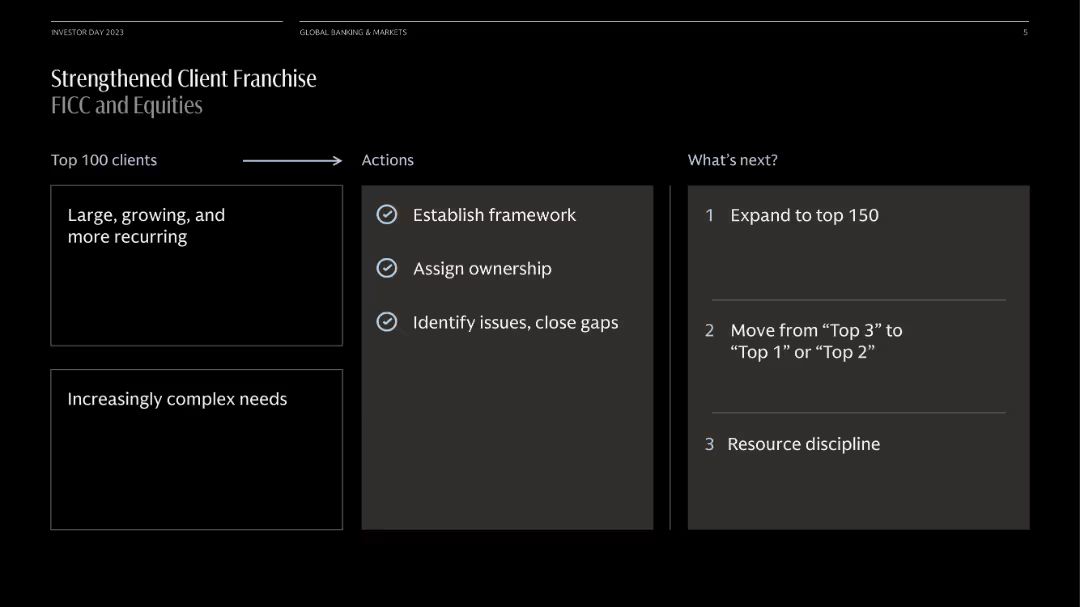 INVESTOR DAY 2023
GLOBAL BANKING & MARKETS
5
Strengthened Client Franchise
FICC and Equities
Top 100 clients
Large, growing, and
more recurring
Increasingly complex needs
Actions
Establish framework
Assign ownership
Identify issues, close gaps
What’s next?
1 Expand to top 150
2 Move from “Top 3” to
“Top 1” or “Top 2”
3 Resource discipline